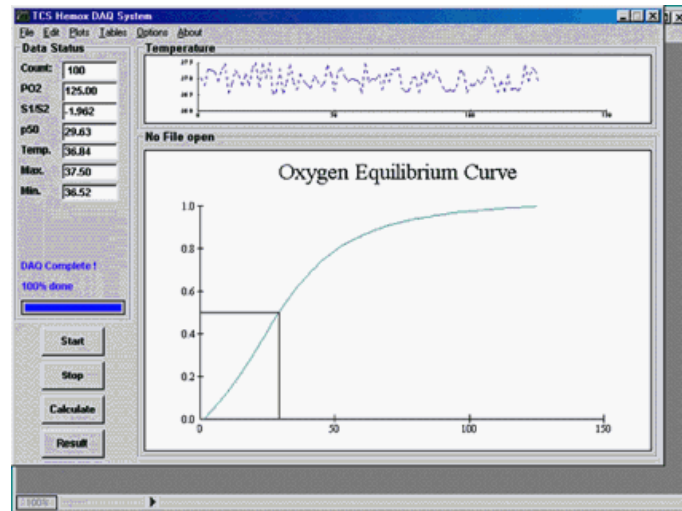 TCS Hemox DAQ System
File Edit Plots Tables Options About
Data Status
Count: 100
PO2 125.00
S1/S2 -1.962
p50 29.63
Temp. 36.84
Max. 37.50
Min. 36.52
DAQ Complete !
100% done
Start
Stop
Calculate
Result
Temperature
50
No File open
Oxygen Equilibrium Curve
1.0
0.8
0.6
0.4
0.2
0.0
0 50 100 150
100%